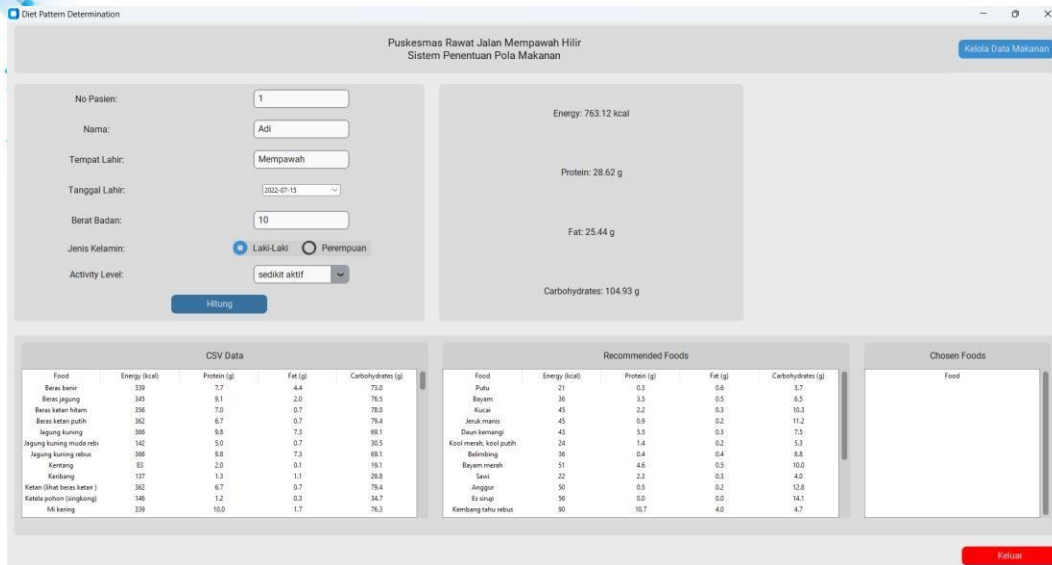 Diet Pattern Determination
Puskesmas Rawat Jalan Mempawah Hilir
Sistem Penentuan Pola Makanan
Kelola Data Makanan
No Pasien: 1
Nama: Adi
Tempat Lahir: Mempawah
Tanggal Lahir: 2022-07-15
Berat Badan: 10
Jenis Kelamin: Laki-Laki Perempuan
Activity Level: sedikit aktif
Hitung
Energy: 763.12 kcal
Protein: 28.62 g
Fat: 25.44 g
Carbohydrates: 104.93 g
CSV Data
Food Energy (kcal) Protein (g) Fat (g) Carbohydrates (g)
Beras benir 339 7.7 4.4 73.0
Beras jagung 345 9.1 2.0 76.5
Beras ketan hitam 356 7.0 0.7 78.0
Beras ketan putih 362 6.7 0.7 79.4
Jagung kuning 366 9.8 7.3 69.1
Jagung kuning muda rebi 142 5.0 0.7 30.5
Jagung kuning rebus 366 9.8 7.3 69.1
Kentang 83 2.0 0.1 19.1
Karibang 137 1.3 1.1 29.8
Ketan (lihat beras ketan ) 362 6.7 0.7 79.4
Ketela pohon (singkong) 146 1.2 0.3 34.7
Mi kering 339 10.0 1.7 76.3
Recommended Foods
Food Energy (kcal) Protein (g) Fat (g) Carbohydrates (g)
Putu 21 0.3 0.6 3.7
Bayam 36 3.5 0.5 6.5
Kucai 45 2.2 0.3 10.3
Jeruk manis 45 0.9 0.2 11.2
Daun kemangi 43 5.5 0.3 7.5
Kool merah, kool putih 24 1.4 0.2 5.3
Belimbing 36 0.4 0.4 8.8
Bayam merah 51 4.6 0.5 10.0
Sawi 22 2.3 0.3 4.0
Anggur 50 0.5 0.2 12.8
Es sirup 56 0.0 0.0 14.1
Kembang tahu rebus 90 10.7 4.0 4.7
Chosen Foods
Food
Keluar